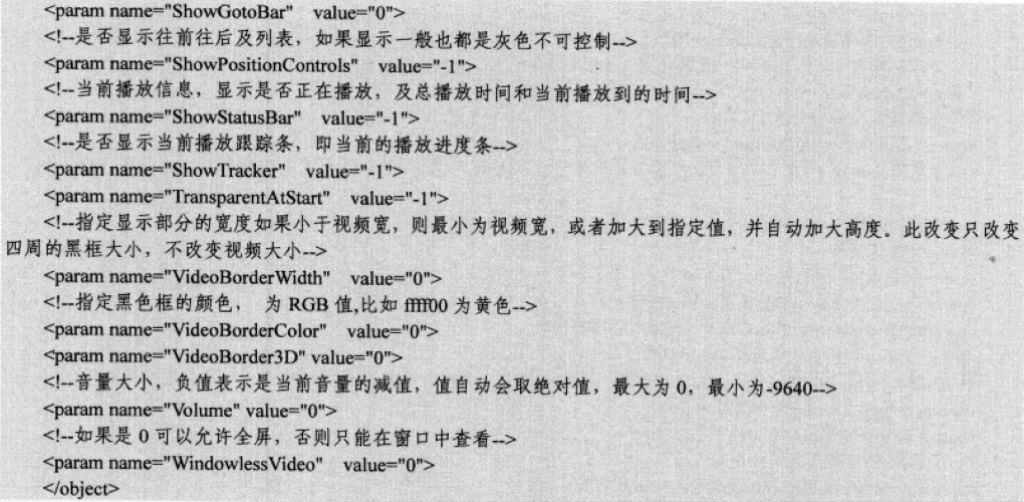 <param name="ShowGotoBar" value="0">
<!--是否显示往前往后及列表，如果显示一般也都是灰色不可控制-->
<param name="ShowPositionControls" value="-1">
<!--当前播放信息，显示是否正在播放，及总播放时间和当前播放到的时间-->
<param name="ShowStatusBar" value="-1">
<!--是否显示当前播放跟踪条，即当前的播放进度条-->
<param name="ShowTracker" value="-1">
<param name="TransparentAtStart" value="-1">
<!--指定显示部分的宽度如果小于视频宽，则最小为视频宽，或者加大到指定值，并自动加大高度。此改变只改变
四周的黑框大小，不改变视频大小-->
<param name="VideoBorderWidth" value="0">
<!--指定黑色框的颜色， 为 RGB 值,比如 ffff00 为黄色-->
<param name="VideoBorderColor" value="0">
<param name="VideoBorder3D" value="0">
<!--音量大小，负值表示是当前音量的减值，值自动会取绝对值，最大为 0，最小为-9640-->
<param name="Volume" value="0">
<!--如果是 0 可以允许全屏，否则只能在窗口中查看-->
<param name="WindowlessVideo" value="0">
</object>